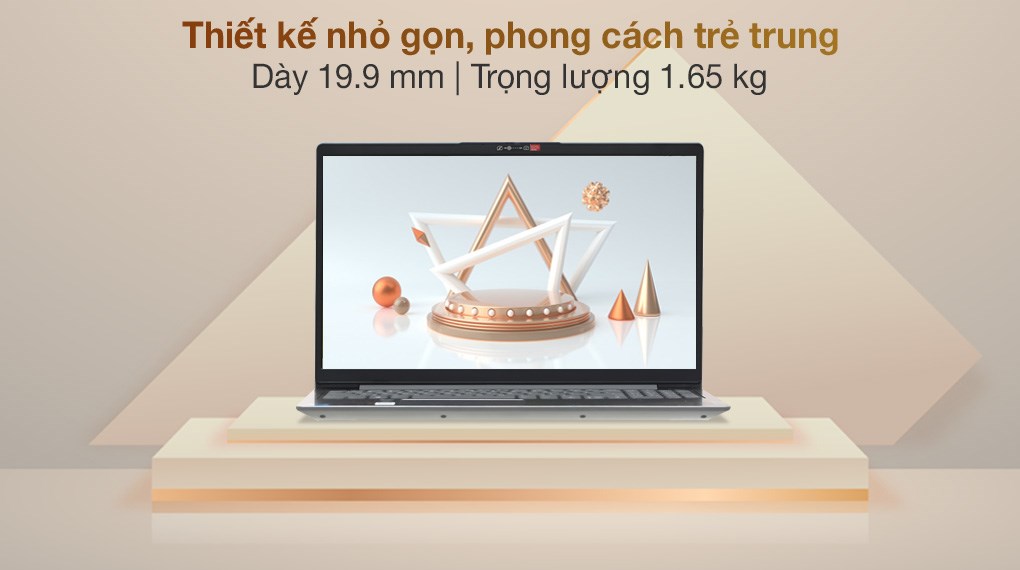 Thiết kế nhỏ gọn, phong cách trẻ trung
Dày 19.9 mm | Trọng lượng 1.65 kg